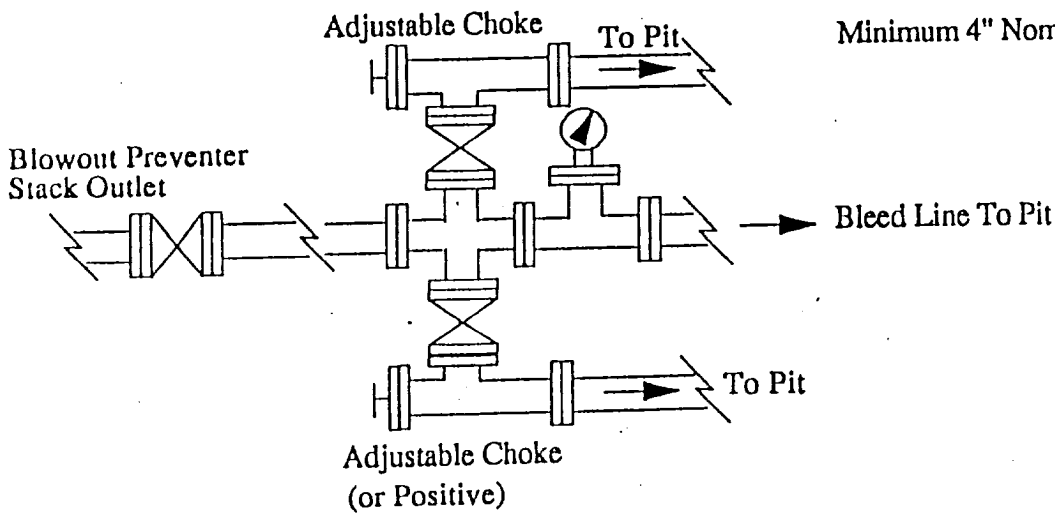 Adjustable Choke
To Pit
Minimum 4" Nom
Blowout Preventer
Stack Outlet
Bleed Line To Pit
To Pit
Adjustable Choke
(or Positive)